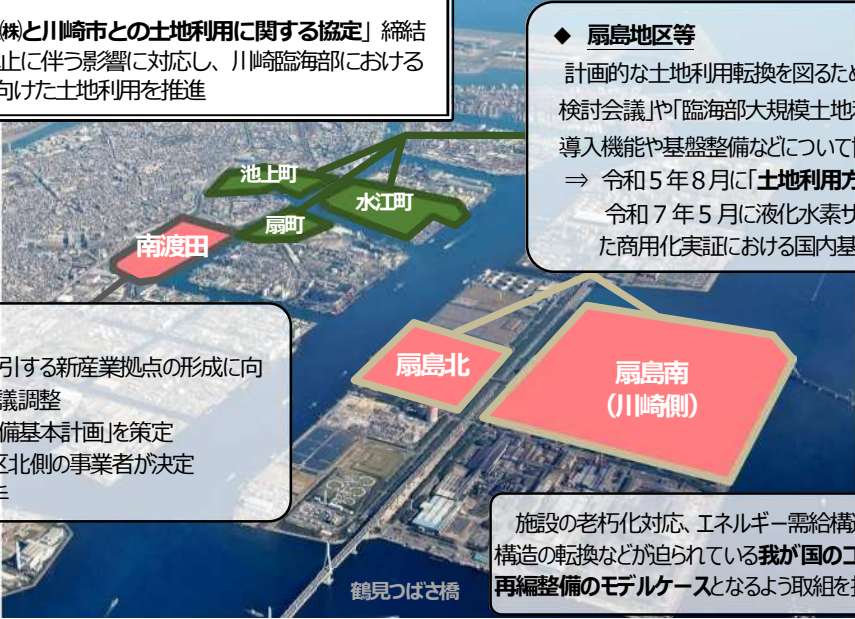 ㈱と川崎市との土地利用に関する協定」締結
止に伴う影響に対応し、川崎臨海部における
向けた土地利用を推進
◆ 扇島地区等
計画的な土地利用転換を図るため
検討会議」や「臨海部大規模土地
導入機能や基盤整備などについて
⇒ 令和５年８月に「土地利用方
令和７年５月に液化水素サ
た商用化実証における国内基
池上町
水江町
扇町
南渡田
引する新産業拠点の形成に向
議調整
備基本計画」を策定
区北側の事業者が決定
手
扇島北
扇島南
（川崎側）
施設の老朽化対応、エネルギー需給構造
構造の転換などが迫られている我が国のコ
再編整備のモデルケースとなるよう取組を
鶴見つばさ橋